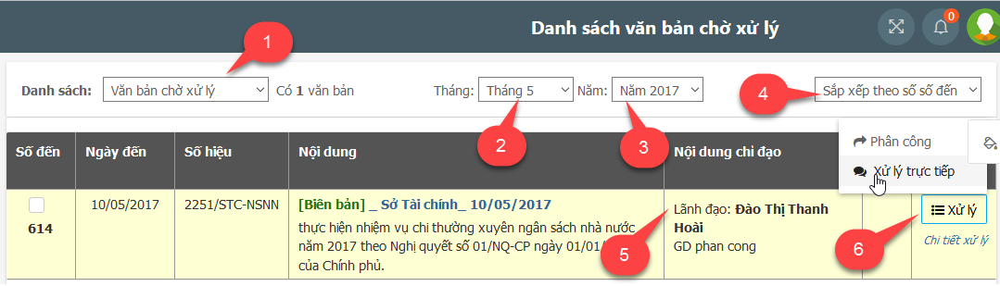 Danh sách văn bản chờ xử lý
0
1
Danh sách: Văn bản chờ xử lý Có 1 văn bản Tháng: Tháng 5 Năm: Năm 2017 4 Sắp xếp theo số số đến
2
3
Số đến Ngày đến Số hiệu Nội dung Nội dung chỉ đạo
Phân công
Xử lý trực tiếp
614
10/05/2017
2251/STC-NSNN
[Biên bản] _ Sở Tài chính_ 10/05/2017
thực hiện nhiệm vụ chi thường xuyên ngân sách nhà nước
năm 2017 theo Nghị quyết số 01/NQ-CP ngày 01/01/
của Chính phủ.
5
Lãnh đạo: Đào Thị Thanh
Hoài
GD phan cong
6
Xử lý
Chi tiết xử lý